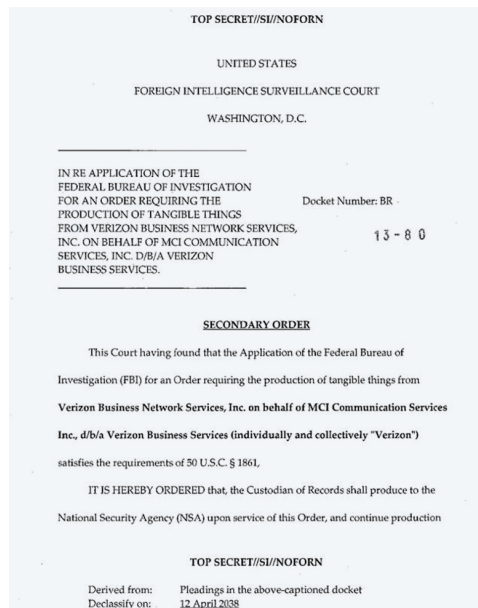 TOP SECRET//SI//NOFORN
UNITED STATES
FOREIGN INTELLIGENCE SURVEILLANCE COURT
WASHINGTON, D.C.
IN RE APPLICATION OF THE
FEDERAL BUREAU OF INVESTIGATION
FOR AN ORDER REQUIRING THE
PRODUCTION OF TANGIBLE THINGS
FROM VERIZON BUSINESS NETWORK SERVICES,
INC. ON BEHALF OF MCI COMMUNICATION
SERVICES, INC. D/B/A VERIZON
BUSINESS SERVICES.
Docket Number: BR
13-80
SECONDARY ORDER
This Court having found that the Application of the Federal Bureau of
Investigation (FBI) for an Order requiring the production of tangible things from
Verizon Business Network Services, Inc. on behalf of MCI Communication Services
Inc., d/b/a Verizon Business Services (individually and collectively "Verizon")
satisfies the requirements of 50 U.S.C. § 1861,
IT IS HEREBY ORDERED that, the Custodian of Records shall produce to the
National Security Agency (NSA) upon service of this Order, and continue production
TOP SECRET//SI//NOFORN
Derived from: Pleadings in the above-captioned docket
Declassify on: 12 April 2038